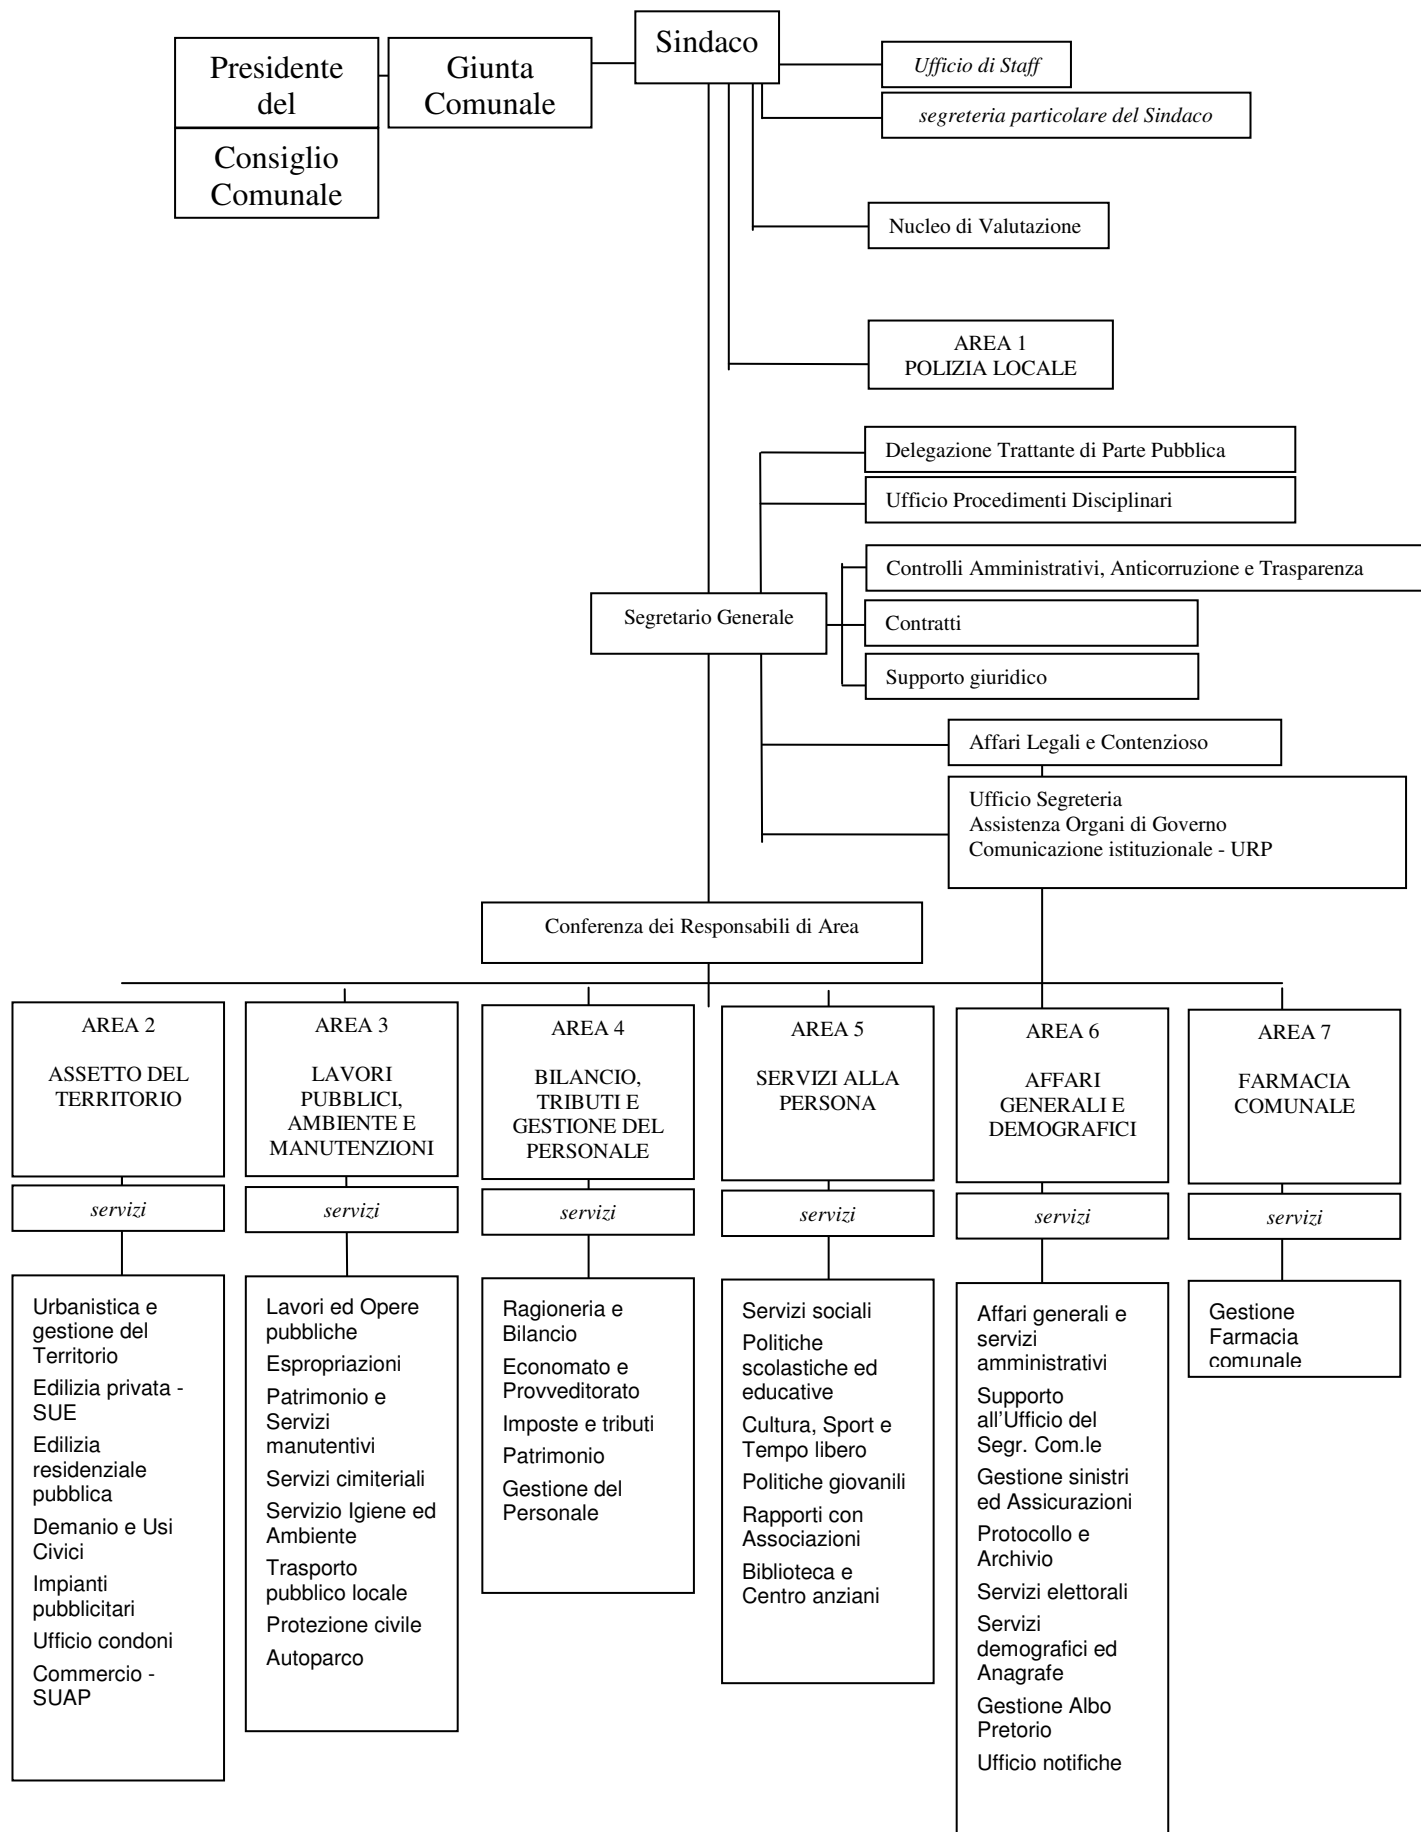 Sindaco
Presidente
del
Consiglio
Comunale
Giunta
Comunale
Ufficio di Staff
segreteria particolare del Sindaco
Nucleo di Valutazione
AREA 1
POLIZIA LOCALE
Delegazione Trattante di Parte Pubblica
Ufficio Procedimenti Disciplinari
Controlli Amministrativi, Anticorruzione e Trasparenza
Segretario Generale
Contratti
Supporto giuridico
Affari Legali e Contenzioso
Ufficio Segreteria
Assistenza Organi di Governo
Comunicazione istituzionale - URP
Conferenza dei Responsabili di Area
AREA 2
ASSETTO DEL
TERRITORIO
servizi
Urbanistica e
gestione del
Territorio
Edilizia privata -
SUE
Edilizia
residenziale
pubblica
Demanio e Usi
Civici
Impianti
pubblicitari
Ufficio condoni
Commercio -
SUAP
AREA 3
LAVORI
PUBBLICI,
AMBIENTE E
MANUTENZIONI
servizi
Lavori ed Opere
pubbliche
Espropriazioni
Patrimonio e
Servizi
manutentivi
Servizi cimiteriali
Servizio Igiene ed
Ambiente
Trasporto
pubblico locale
Protezione civile
Autoparco
AREA 4
BILANCIO,
TRIBUTI E
GESTIONE DEL
PERSONALE
servizi
Ragioneria e
Bilancio
Economato e
Provveditorato
Imposte e tributi
Patrimonio
Gestione del
Personale
AREA 5
SERVIZI ALLA
PERSONA
servizi
Servizi sociali
Politiche
scolastiche ed
educative
Cultura, Sport e
Tempo libero
Politiche giovanili
Rapporti con
Associazioni
Biblioteca e
Centro anziani
AREA 6
AFFARI
GENERALI E
DEMOGRAFICI
servizi
Affari generali e
servizi
amministrativi
Supporto
all'Ufficio del
Segr. Com.le
Gestione sinistri
ed Assicurazioni
Protocollo e
Archivio
Servizi elettorali
Servizi
demografici ed
Anagrafe
Gestione Albo
Pretorio
Ufficio notifiche
AREA 7
FARMACIA
COMUNALE
servizi
Gestione
Farmacia
comunale